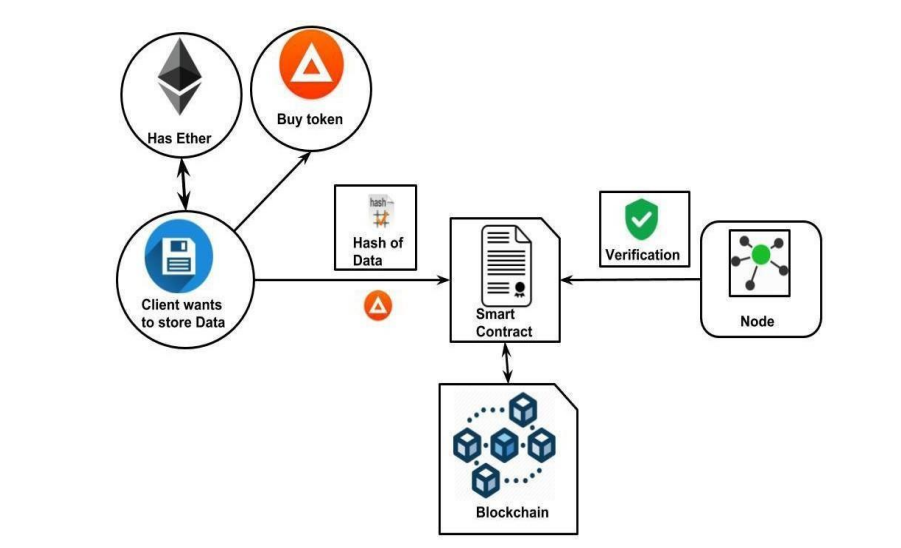 Has Ether
Buy token
hash→
Hash of
Data
Verification
Client wants
to store Data
Smart
Contract
Node
Blockchain